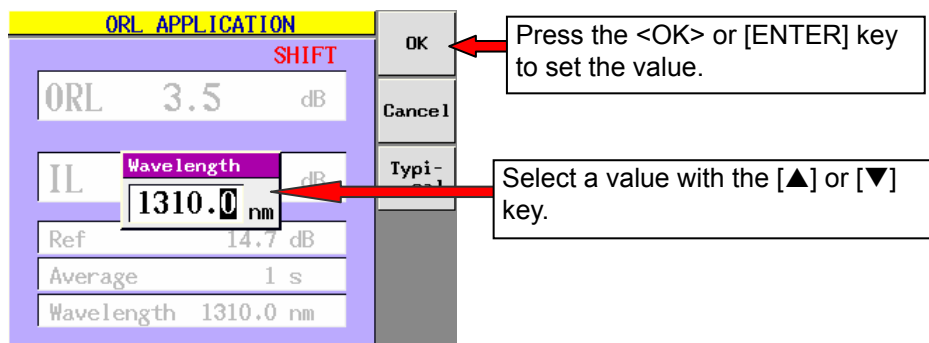 ORL APPLICATION
SHIFT
ORL 3.5 dB
IL dB
Wavelength
1310.0 nm
Ref 14.7 dB
Average 1 s
Wavelength 1310.0 nm
OK
Cancel
Typi-
Press the <OK> or [ENTER] key
to set the value.
Select a value with the [▲] or [▼]
key.